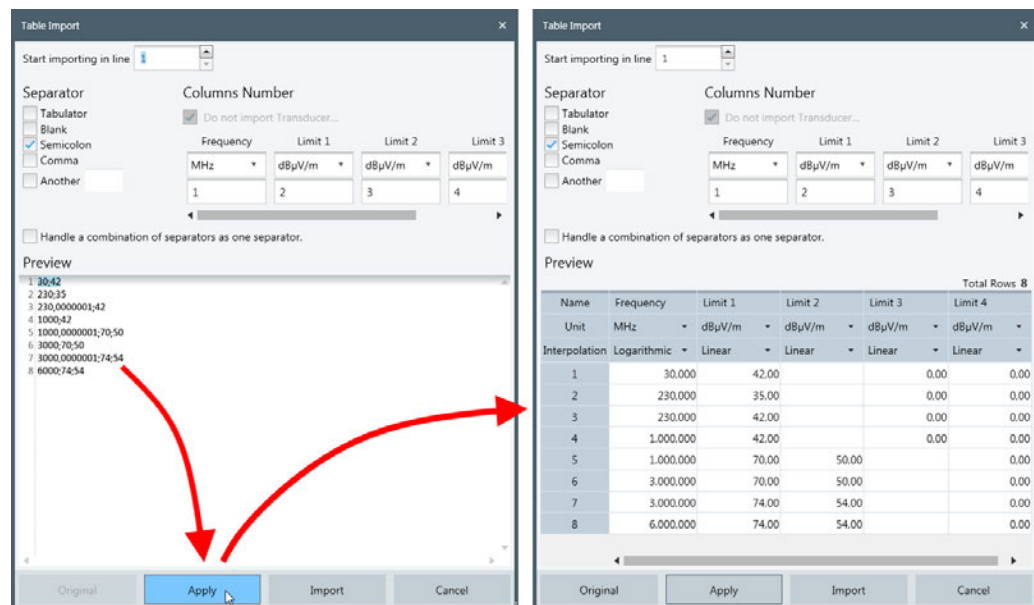 Table Import ×
Start importing in line 1
Separator
Tabulator
Blank
Semicolon
Comma
Another
Columns Number
Do not import Transducer...
Frequency Limit 1 Limit 2 Limit 3
MHz dBµV/m dBµV/m dBµV/m
1 2 3 4
Handle a combination of separators as one separator.
Preview
1 30;42
2 230;35
3 230,0000001;42
4 1000;42
5 1000,0000001;70;50
6 3000;70;50
7 3000,0000001;74;54
8 6000;74;54
Original Apply Import Cancel
Table Import ×
Start importing in line 1
Separator
Tabulator
Blank
Semicolon
Comma
Another
Columns Number
Do not import Transducer...
Frequency Limit 1 Limit 2 Limit 3
MHz dBµV/m dBµV/m dBµV/m
1 2 3 4
Handle a combination of separators as one separator.
Preview
Total Rows 8
Name Frequency Limit 1 Limit 2 Limit 3 Limit 4
Unit MHz dBµV/m dBµV/m dBµV/m dBµV/m
Interpolation Logarithmic Linear Linear Linear Linear
1 30.000 42.00 0.00 0.00
2 230.000 35.00 0.00 0.00
3 230.000 42.00 0.00 0.00
4 1.000.000 42.00 0.00 0.00
5 1.000.000 70.00 50.00 0.00
6 3.000.000 70.00 50.00 0.00
7 3.000.000 74.00 54.00 0.00
8 6.000.000 74.00 54.00 0.00
Original Apply Import Cancel